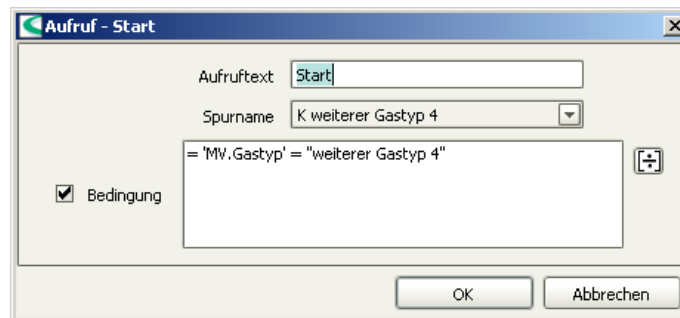 Aufruf - Start
Aufruftext Start
Spurname K weiterer Gastyp 4
= 'MV.Gastyp' = "weiterer Gastyp 4"
Bedingung
OK Abbrechen